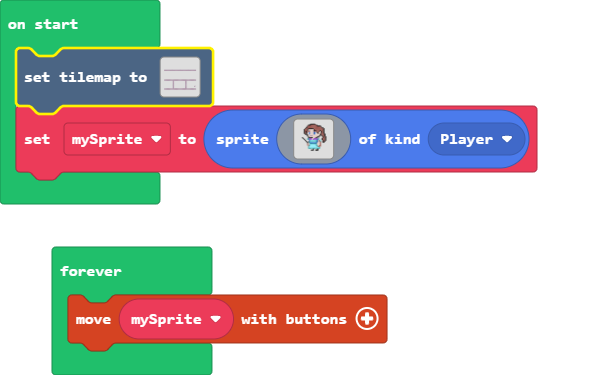 on start
set tilemap to
set mySprite to sprite of kind Player
forever
move mySprite with buttons